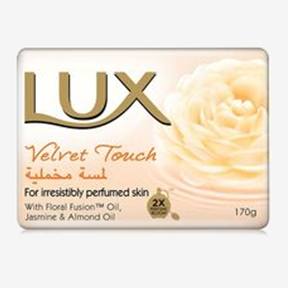 LUX
Velvet Touch
لمسة مخملية
For irresistibly perfumed skin
With Floral Fusion™ Oil,
Jasmine & Almond Oil
2X
170g